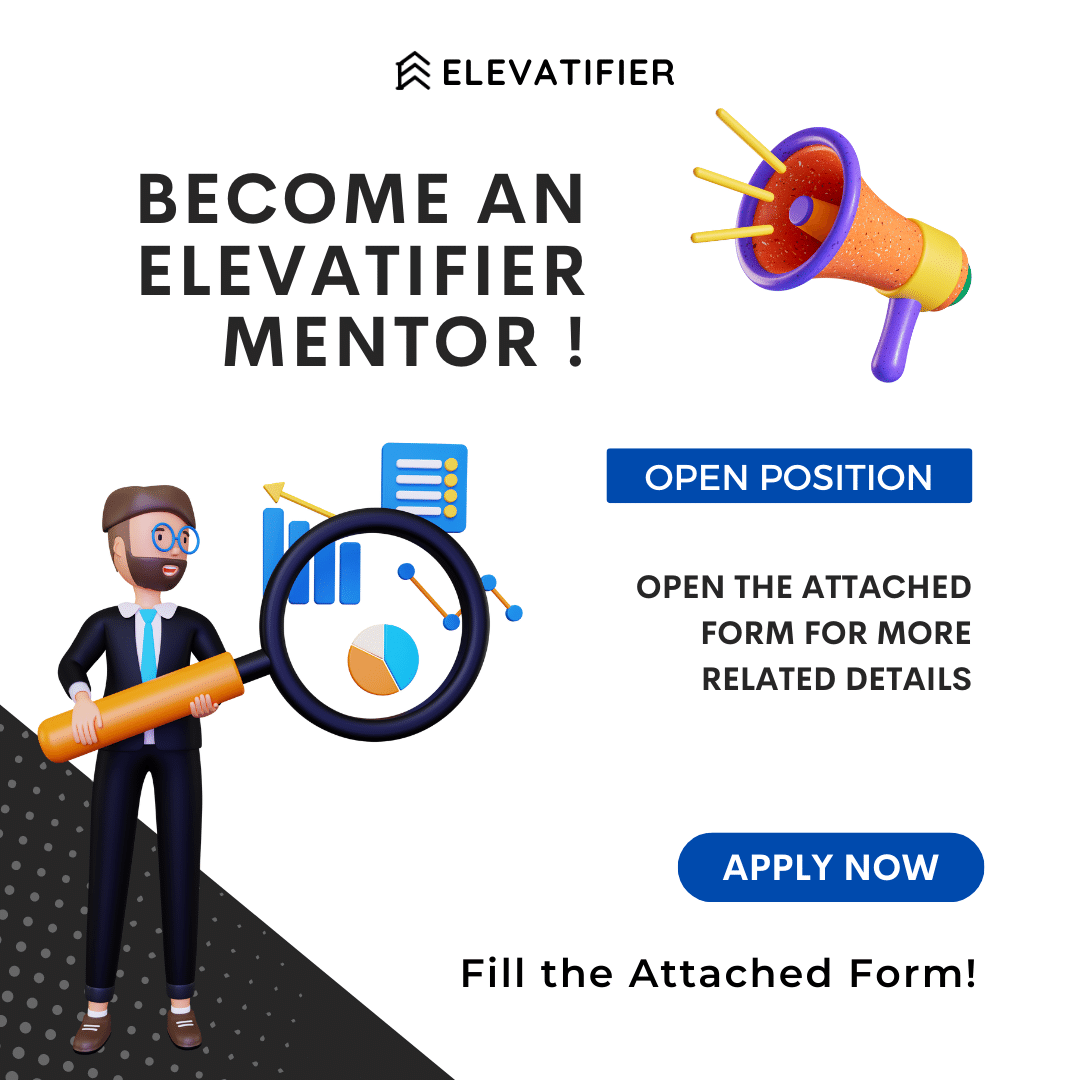 ELEVATIFIER
BECOME AN
ELEVATIFIER
MENTOR !
OPEN POSITION
OPEN THE ATTACHED
FORM FOR MORE
RELATED DETAILS
APPLY NOW
Fill the Attached Form!